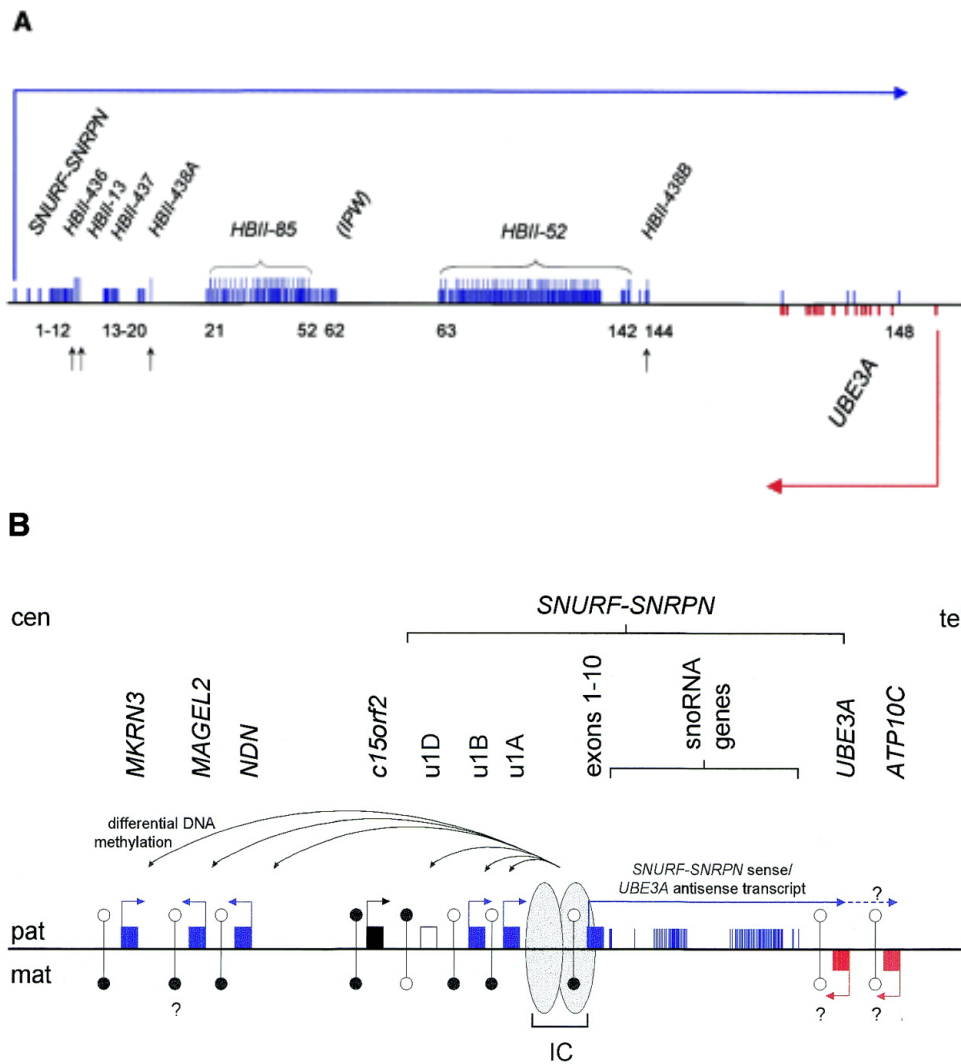 A
SNURF-SNRPN
HBII-436
HBII-13
HBII-437
HBII-438A
HBII-85
(IPW)
HBII-52
HBII-438B
1-12 13-20 21 52 62 63 142 144 148
UBE3A
B
cen
SNURF-SNRPN
te
MKRN3
MAGEL2
NDN
c15orf2
u1D
u1B
u1A
exons 1-10
snoRNA
genes
UBE3A
ATP10C
differential DNA
methylation
SNURF-SNRPN sense/
UBE3A antisense transcript
?
pat
mat
? ? ?
IC